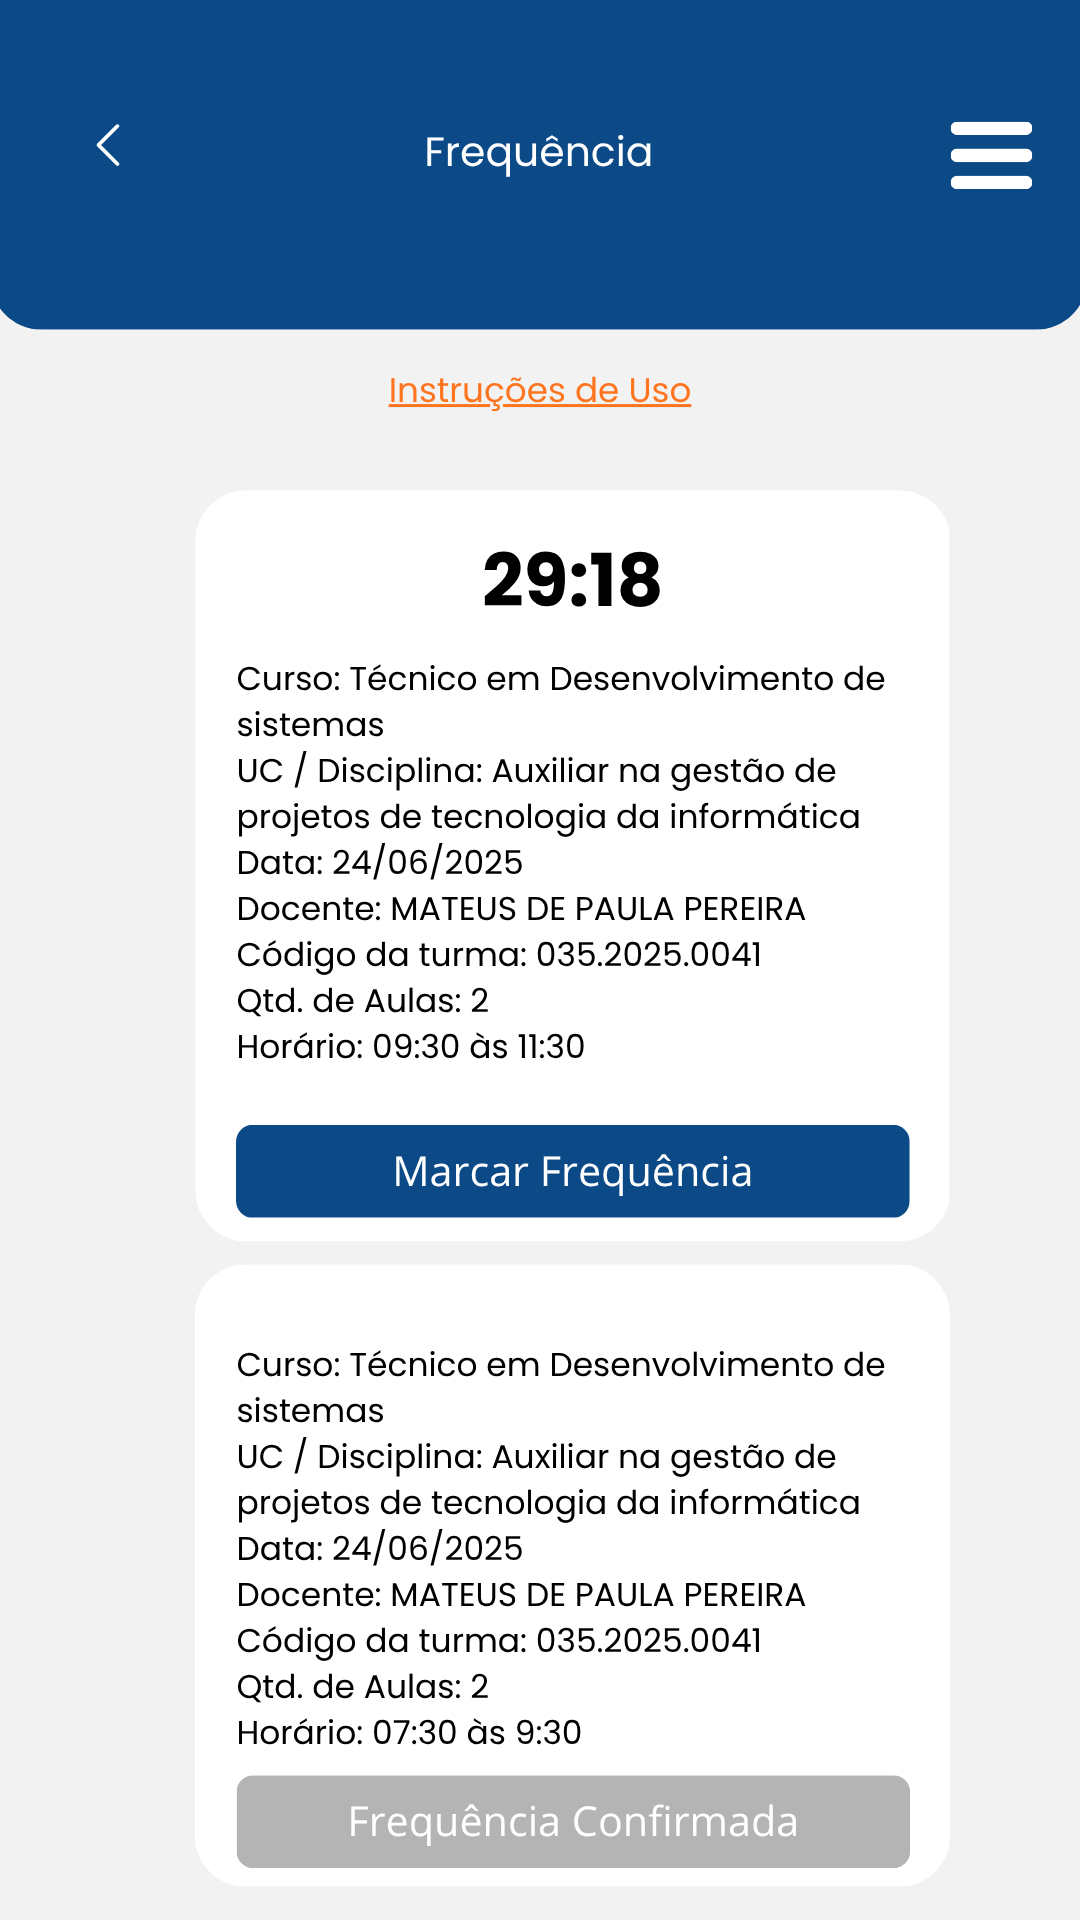 Frequência
Instruções de Uso
29:18
Curso: Técnico em Desenvolvimento de
sistemas
UC / Disciplina: Auxiliar na gestão de
projetos de tecnologia da informática
Data: 24/06/2025
Docente: MATEUS DE PAULA PEREIRA
Código da turma: 035.2025.0041
Qtd. de Aulas: 2
Horário: 09:30 às 11:30
Marcar Frequência
Curso: Técnico em Desenvolvimento de
sistemas
UC / Disciplina: Auxiliar na gestão de
projetos de tecnologia da informática
Data: 24/06/2025
Docente: MATEUS DE PAULA PEREIRA
Código da turma: 035.2025.0041
Qtd. de Aulas: 2
Horário: 07:30 às 9:30
Frequência Confirmada